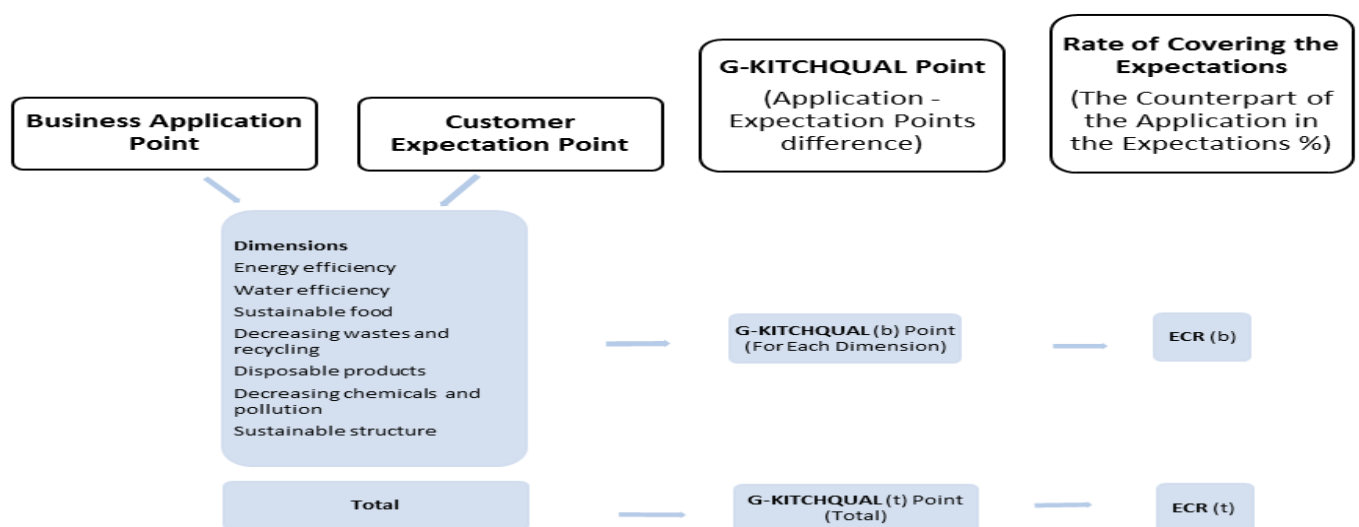 Business Application
Point
Customer
Expectation Point
G-KITCHQUAL Point
(Application -
Expectation Points
difference)
Rate of Covering the
Expectations
(The Counterpart of
the Application in
the Expectations %)
Dimensions
Energy efficiency
Water efficiency
Sustainable food
Decreasing wastes and
recycling
Disposable products
Decreasing chemicals and
pollution
Sustainable structure
G-KITCHQUAL (b) Point
(For Each Dimension)
ECR (b)
Total
G-KITCHQUAL (t) Point
(Total)
ECR (t)